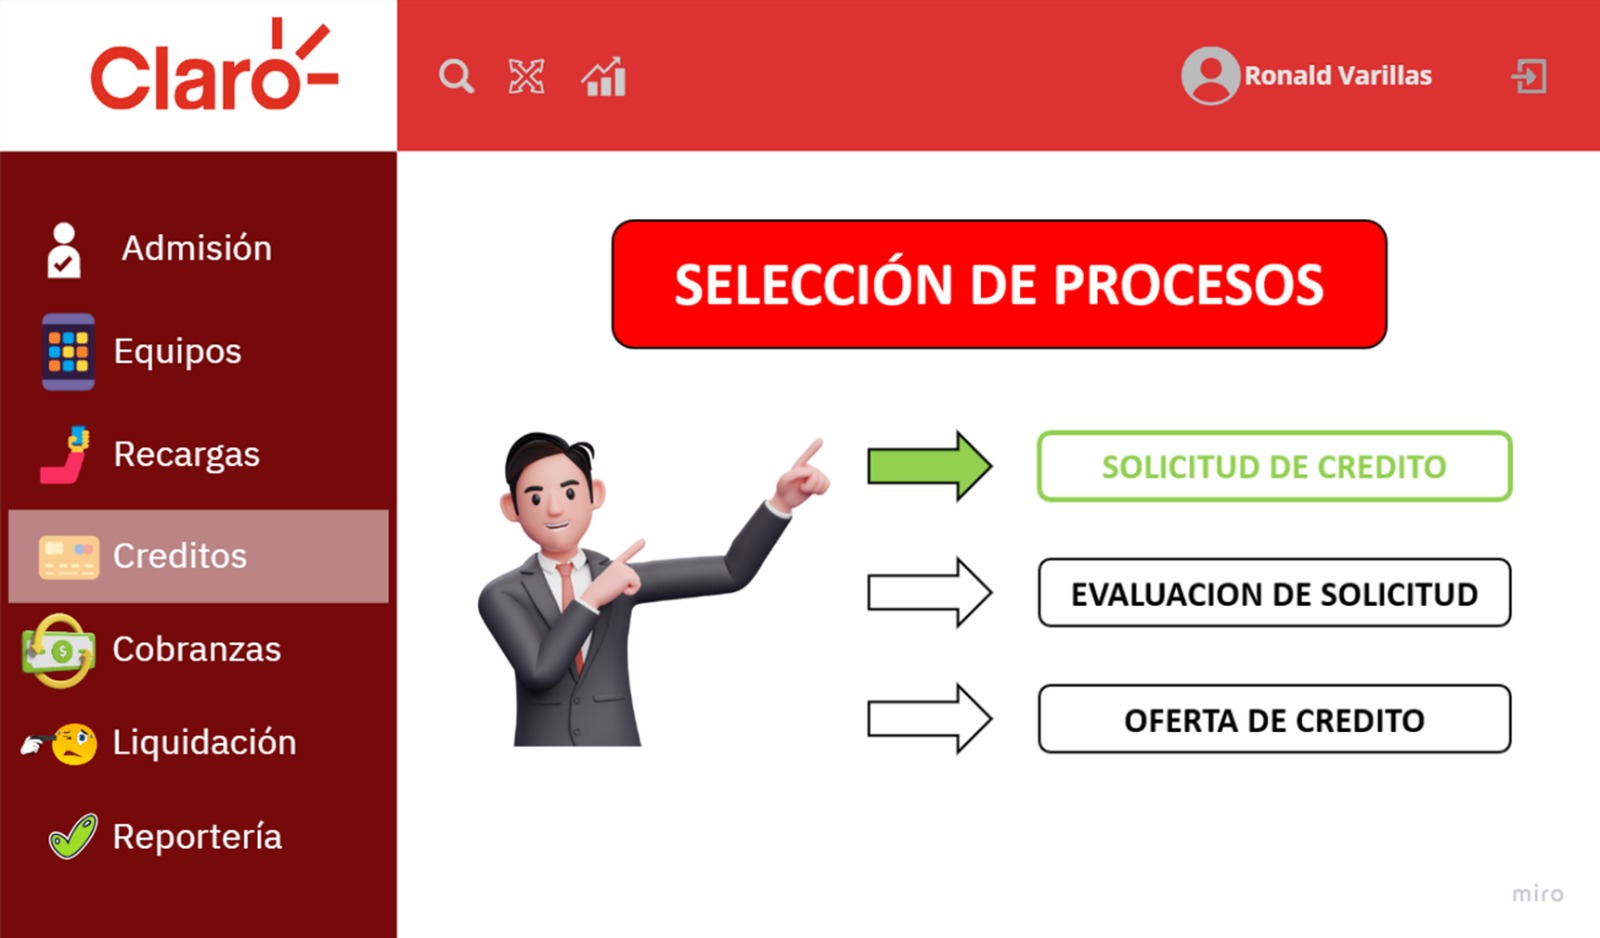 Claro
Ronald Varillas
Admisión
Equipos
Recargas
Creditos
Cobranzas
Liquidación
Reportería
SELECCIÓN DE PROCESOS
SOLICITUD DE CREDITO
EVALUACION DE SOLICITUD
OFERTA DE CREDITO
miro